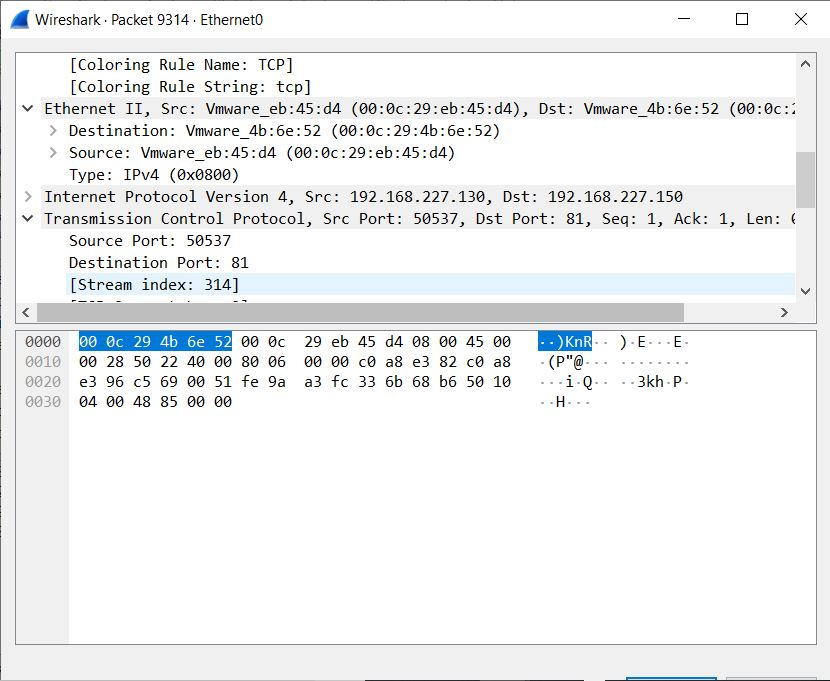 Wireshark · Packet 9314 · Ethernet0
[Coloring Rule Name: TCP]
[Coloring Rule String: tcp]
Ethernet II, Src: Vmware_eb:45:d4 (00:0c:29:eb:45:d4), Dst: Vmware_4b:6e:52 (00:0c:2
Destination: Vmware_4b:6e:52 (00:0c:29:4b:6e:52)
Source: Vmware_eb:45:d4 (00:0c:29:eb:45:d4)
Type: IPv4 (0x0800)
Internet Protocol Version 4, Src: 192.168.227.130, Dst: 192.168.227.150
Transmission Control Protocol, Src Port: 50537, Dst Port: 81, Seq: 1, Ack: 1, Len: 0
Source Port: 50537
Destination Port: 81
[Stream index: 314]
0000 00 0c 29 4b 6e 52 00 0c 29 eb 45 d4 08 00 45 00 ··)KnR·· )·E···E·
0010 00 28 50 22 40 00 80 06 00 00 c0 a8 e3 82 c0 a8 ·(P"@··· ········
0020 e3 96 c5 69 00 51 fe 9a a3 fc 33 6b 68 b6 50 10 ···i·Q·· ··3kh·P·
0030 04 00 48 85 00 00 ··H···